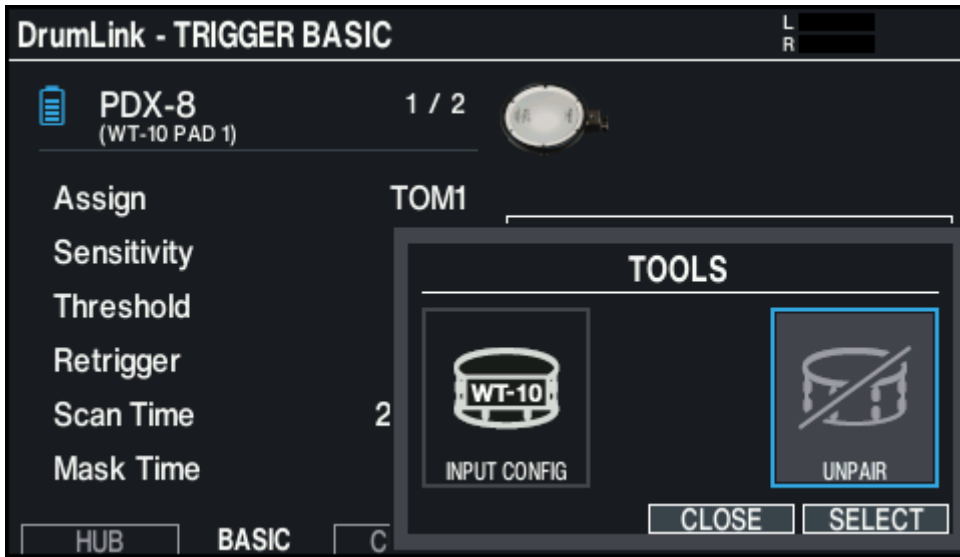 DrumLink - TRIGGER BASIC
L
R
PDX-8
1 / 2
(WT-10 PAD 1)
Assign
TOM1
Sensitivity
Threshold
Retrigger
Scan Time
2
Mask Time
TOOLS
WT-10
INPUT CONFIG
UNPAIR
CLOSE
SELECT
HUB
BASIC
C